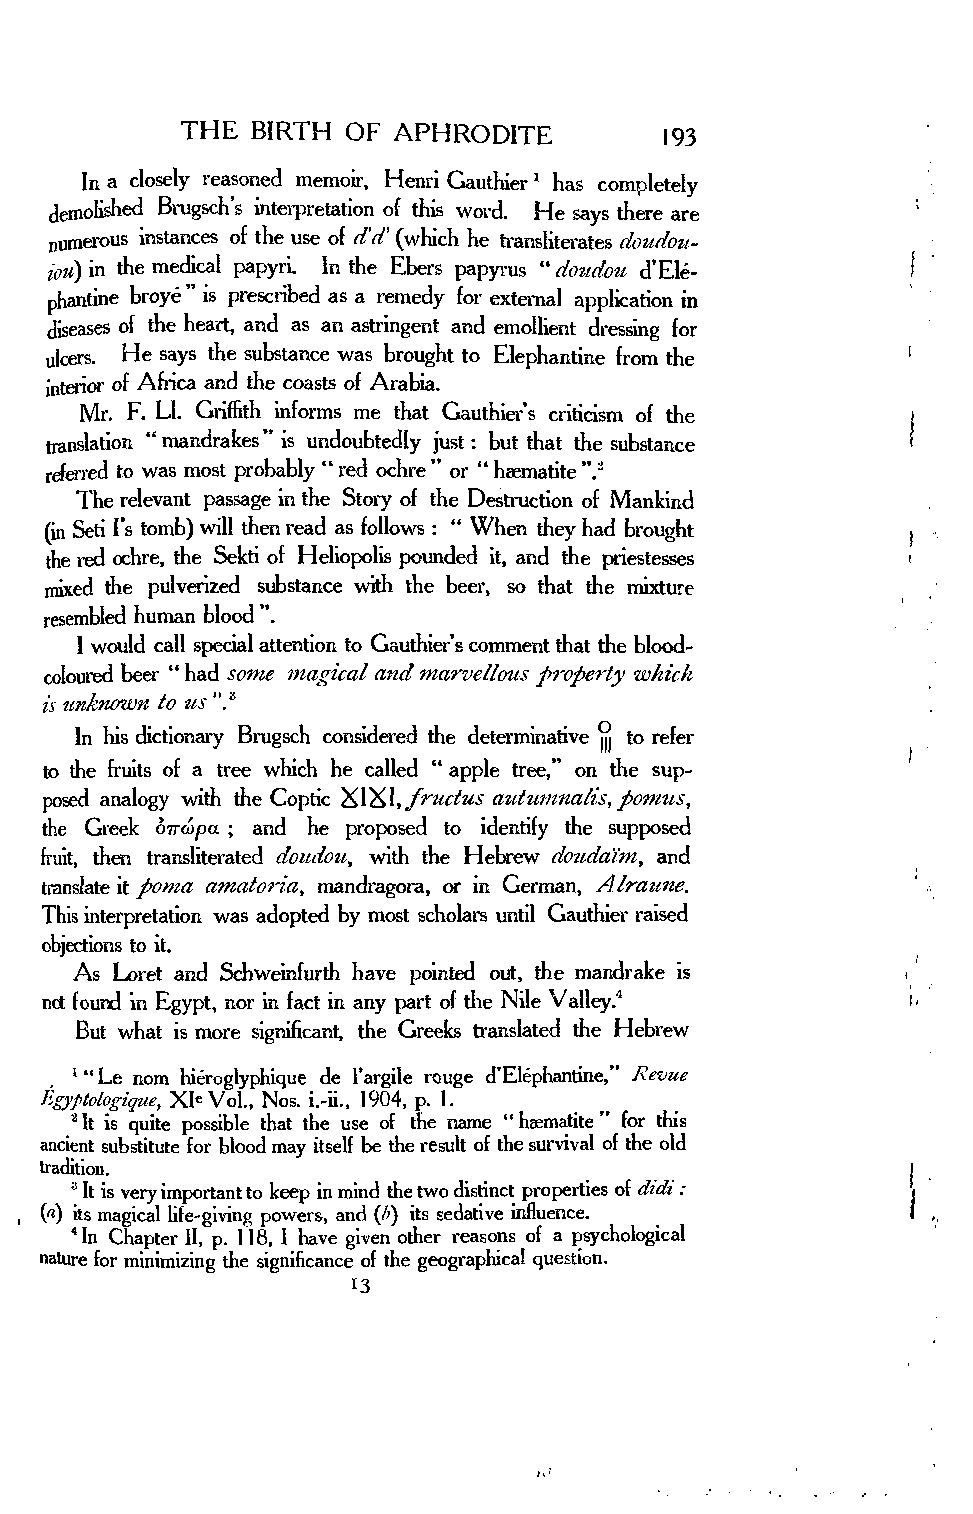 THE BIRTH OF APHRODITE 193
In a closely reasoned memoir, Henri Gauthier ¹ has completely
demolished Brugsch's interpretation of this word. He says there are
numerous instances of the use of d'd' (which he transliterates doudou-
iou) in the medical papyri. In the Ebers papyrus “ doudou d'Elé-
phantine broyé ” is prescribed as a remedy for external application in
diseases of the heart, and as an astringent and emollient dressing for
ulcers. He says the substance was brought to Elephantine from the
interior of Africa and the coasts of Arabia.
Mr. F. Ll. Griffith informs me that Gauthier's criticism of the
translation “ mandrakes ” is undoubtedly just : but that the substance
referred to was most probably “ red ochre ” or “ hæmatite ”.²
The relevant passage in the Story of the Destruction of Mankind
(in Seti I's tomb) will then read as follows : “ When they had brought
the red ochre, the Sekti of Heliopolis pounded it, and the priestesses
mixed the pulverized substance with the beer, so that the mixture
resembled human blood ”.
I would call special attention to Gauthier's comment that the blood-
coloured beer “ had some magical and marvellous property which
is unknown to us ”.³
In his dictionary Brugsch considered the determinative to refer
to the fruits of a tree which he called “ apple tree,” on the sup-
posed analogy with the Coptic ϪΙϪΙ, fructus autumnalis, pomus,
the Greek ὀπώρα ; and he proposed to identify the supposed
fruit, then transliterated doudou, with the Hebrew doudaïm, and
translate it poma amatoria, mandragora, or in German, Alraune.
This interpretation was adopted by most scholars until Gauthier raised
objections to it.
As Loret and Schweinfurth have pointed out, the mandrake is
not found in Egypt, nor in fact in any part of the Nile Valley.⁴
But what is more significant, the Greeks translated the Hebrew
¹ “ Le nom hiéroglyphique de l'argile rouge d'Eléphantine,” Revue
Égyptologique, XIe Vol., Nos. i.-ii., 1904, p. 1.
² It is quite possible that the use of the name “ hæmatite ” for this
ancient substitute for blood may itself be the result of the survival of the old
tradition.
³ It is very important to keep in mind the two distinct properties of didi :
(a) its magical life-giving powers, and (b) its sedative influence.
⁴ In Chapter II, p. 118, I have given other reasons of a psychological
nature for minimizing the significance of the geographical question.
13